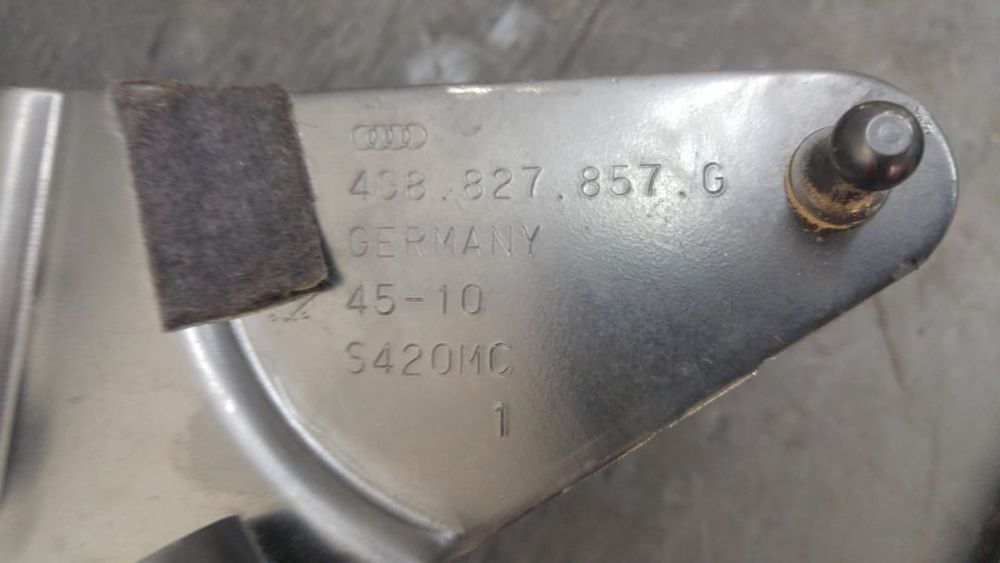 4G8.827.857.G
GERMANY
45-10
S420MC
1